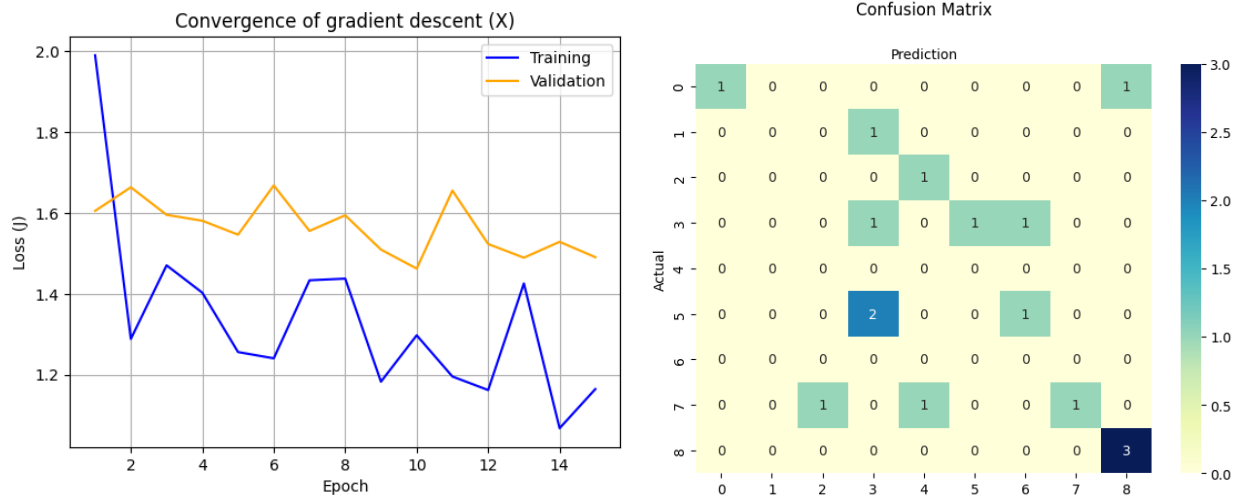 Convergence of gradient descent (X)
2.0
1.8
1.6
1.4
1.2
Loss (J)
Training
Validation
2 4 6 8 10 12 14
Epoch
Confusion Matrix
Prediction
Actual
0 1 0 0 0 0 0 0 0 1
1 0 0 0 1 0 0 0 0 0
2 0 0 0 0 1 0 0 0 0
3 0 0 0 1 0 1 1 0 0
4 0 0 0 0 0 0 0 0 0
5 0 0 0 2 0 0 1 0 0
6 0 0 0 0 0 0 0 0 0
7 0 0 1 0 1 0 0 1 0
8 0 0 0 0 0 0 0 0 3
0 1 2 3 4 5 6 7 8
3.0
2.5
2.0
1.5
1.0
0.5
0.0